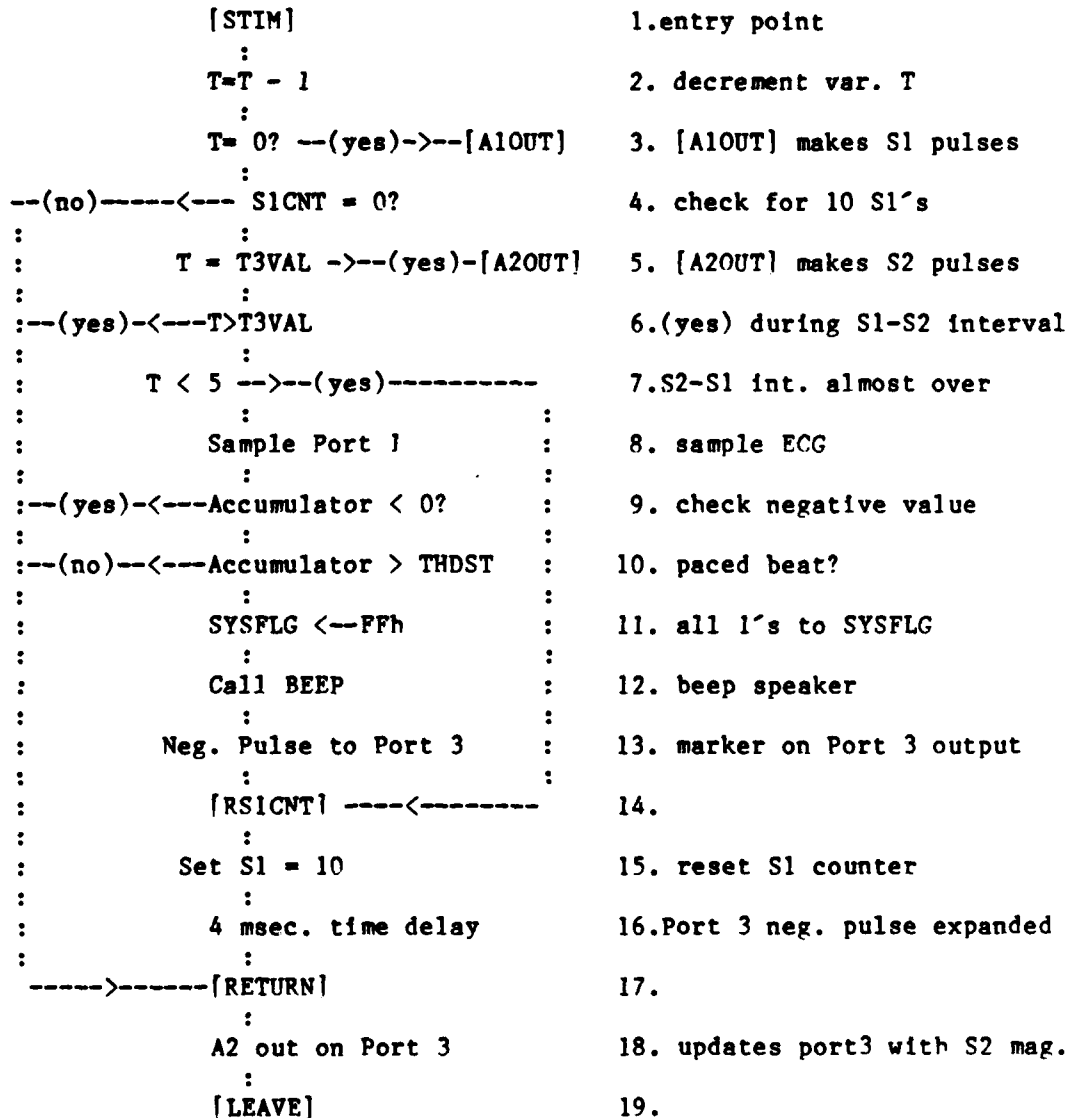 [STIM] 1.entry point
:
T=T - 1 2. decrement var. T
:
T= 0? --(yes)->--[A1OUT] 3. [A1OUT] makes S1 pulses
:
--(no)-----<--- S1CNT = 0? 4. check for 10 S1´s
: :
: T = T3VAL ->--(yes)-[A2OUT] 5. [A2OUT] makes S2 pulses
: :
:--(yes)-<---T>T3VAL 6.(yes) during S1-S2 interval
: :
: T < 5 -->--(yes)---------- 7.S2-S1 int. almost over
: : :
: Sample Port 1 : 8. sample ECG
: : :
:--(yes)-<---Accumulator < 0? : 9. check negative value
: : :
:--(no)--<---Accumulator > THDST : 10. paced beat?
: : :
: SYSFLG <--FFh : 11. all 1´s to SYSFLG
: : :
: Call BEEP : 12. beep speaker
: : :
: Neg. Pulse to Port 3 : 13. marker on Port 3 output
: : :
: [RS1CNT] ----<-------- 14.
: :
: Set S1 = 10 15. reset S1 counter
: :
: 4 msec. time delay 16.Port 3 neg. pulse expanded
: :
----->------[RETURN] 17.
:
A2 out on Port 3 18. updates port3 with S2 mag.
:
[LEAVE] 19.